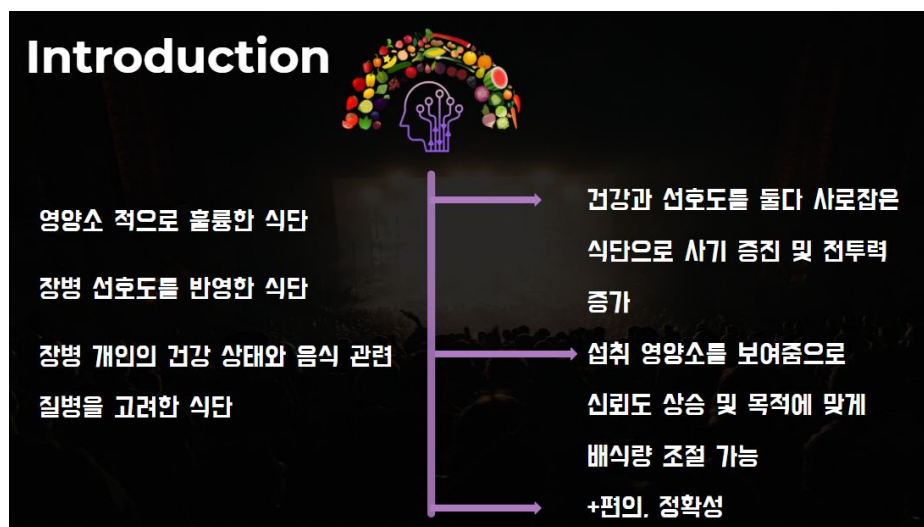 Introduction
영양소 적으로 훌륭한 식단
장병 선호도를 반영한 식단
장병 개인의 건강 상태와 음식 관련
질병을 고려한 식단
건강과 선호도를 둘다 사로잡은
식단으로 사기 증진 및 전투력
증가
섭취 영양소를 보여줌으로
신뢰도 상승 및 목적에 맞게
배식량 조절 가능
+편의, 정확성